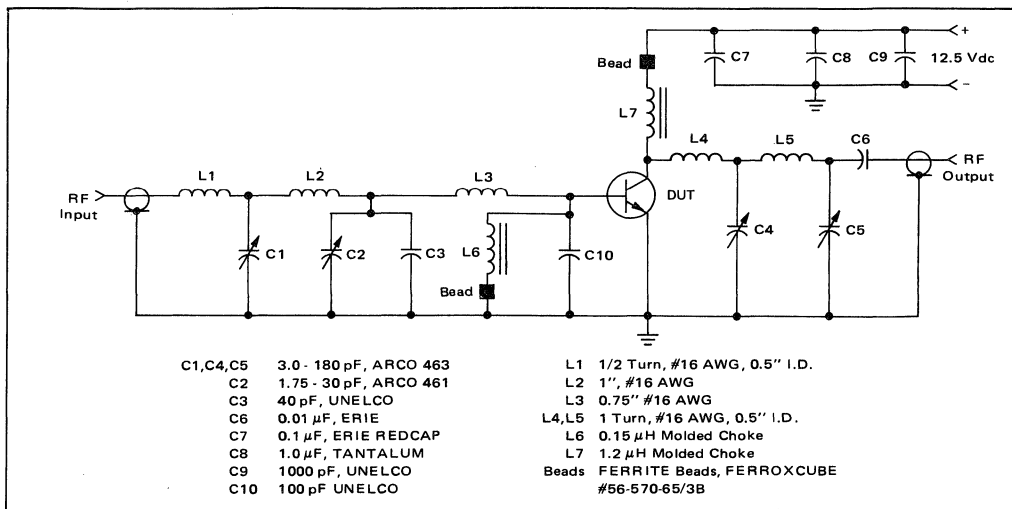 +
Bead
C7
C8
C9
12.5 Vdc
−
L7
L4
L5
C6
RF
Output
L1
L2
L3
RF
Input
DUT
C1
C2
C3
L6
C10
C4
C5
Bead
C1,C4,C5 3.0 - 180 pF, ARCO 463
C2 1.75 - 30 pF, ARCO 461
C3 40 pF, UNELCO
C6 0.01 μF, ERIE
C7 0.1 μF, ERIE REDCAP
C8 1.0 μF, TANTALUM
C9 1000 pF, UNELCO
C10 100 pF UNELCO
L1 1/2 Turn, #16 AWG, 0.5'' I.D.
L2 1'', #16 AWG
L3 0.75'' #16 AWG
L4,L5 1 Turn, #16 AWG, 0.5'' I.D.
L6 0.15 μH Molded Choke
L7 1.2 μH Molded Choke
Beads FERRITE Beads, FERROXCUBE
#56-570-65/3B